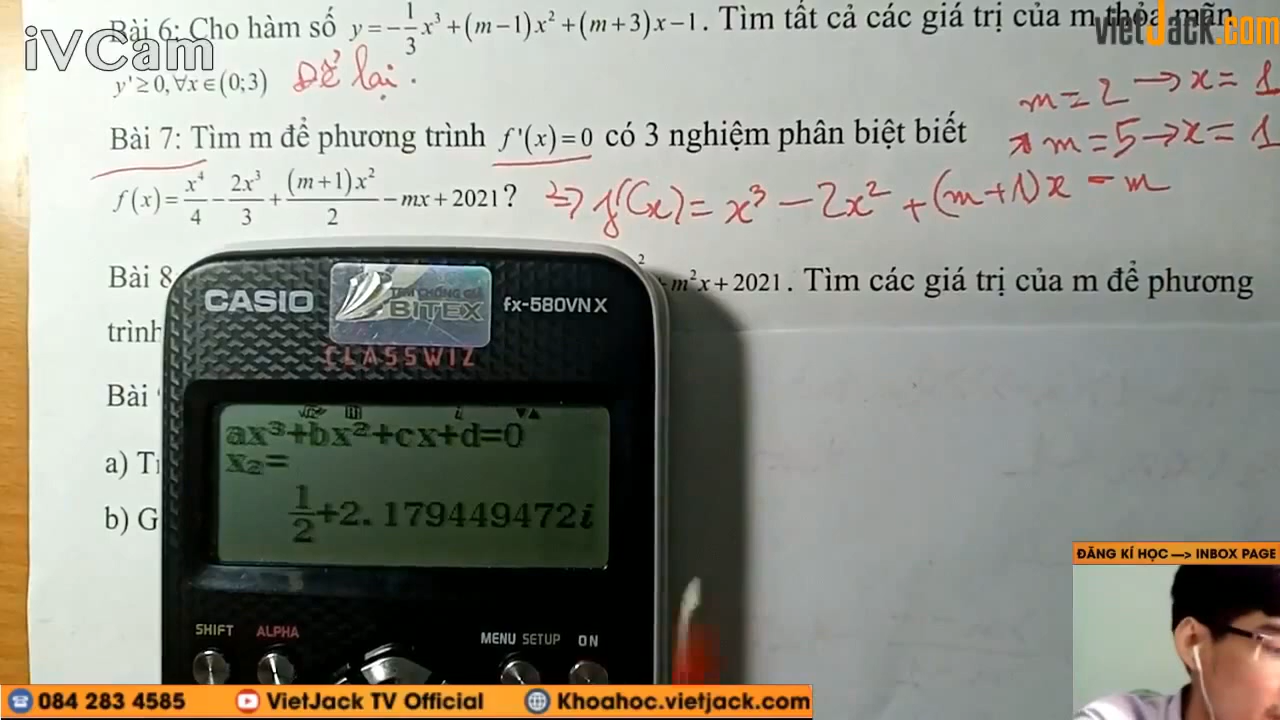 iVCam
VietJack.com
Bài 6: Cho hàm số y=-1/3x³+(m-1)x²+(m+3)x-1. Tìm tất cả các giá trị của m thỏa mãn
y'≥0,∀x∈(0;3) Để lại.
m=2→x=1
m=5→x=1
Bài 7: Tìm m để phương trình f'(x)=0 có 3 nghiệm phân biệt biết
f(x)=x⁴/4-2x³/3+(m+1)x²/2-mx+2021? ⇒ f'(x)=x³-2x²+(m+1)x-m
Bài 8 -m²x+2021. Tìm các giá trị của m để phương
trình
Bài
a) T
b) G
CASIO
BITEX
fx-580VN X
CLASSWIZ
ax³+bx²+cx+d=0
x₂=
1/2+2.179449472i
SHIFT ALPHA MENU SETUP ON
ĐĂNG KÍ HỌC —> INBOX PAGE
084 283 4585 VietJack TV Official Khoahoc.vietjack.com